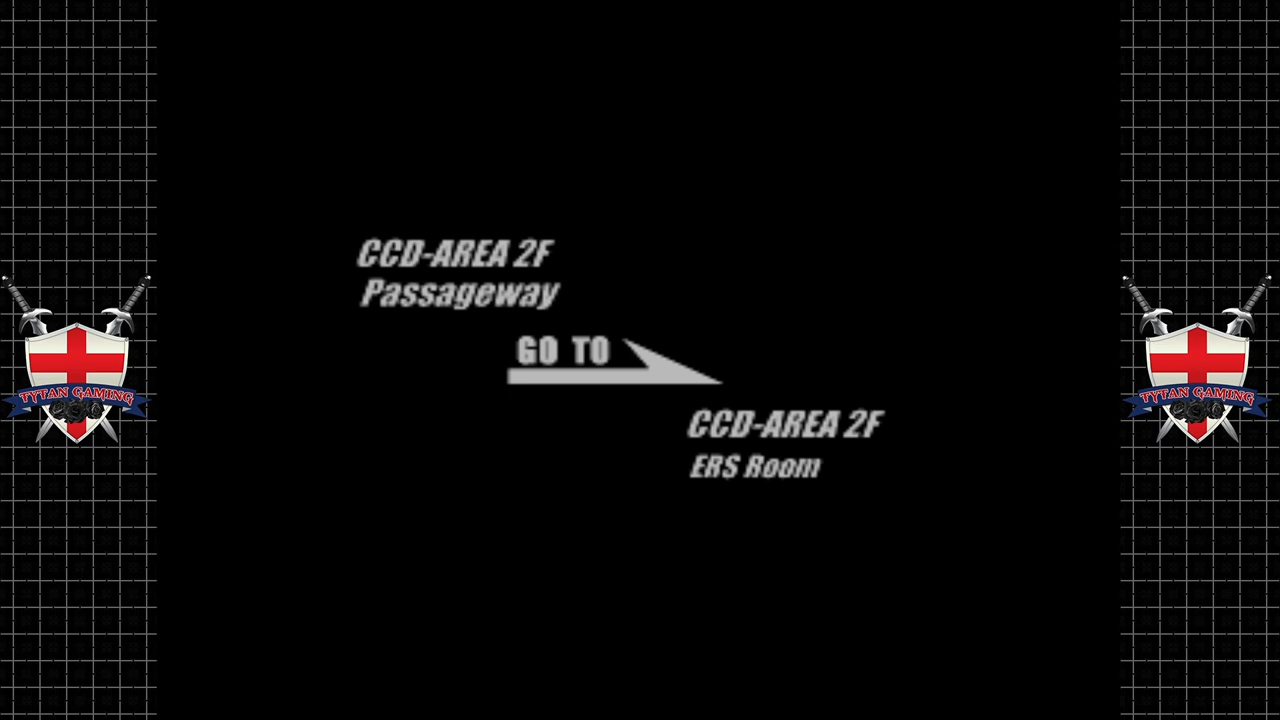 CCD-AREA 2F
Passageway
GO TO
CCD-AREA 2F
ERS Room
TYTAN GAMING
TYTAN GAMING